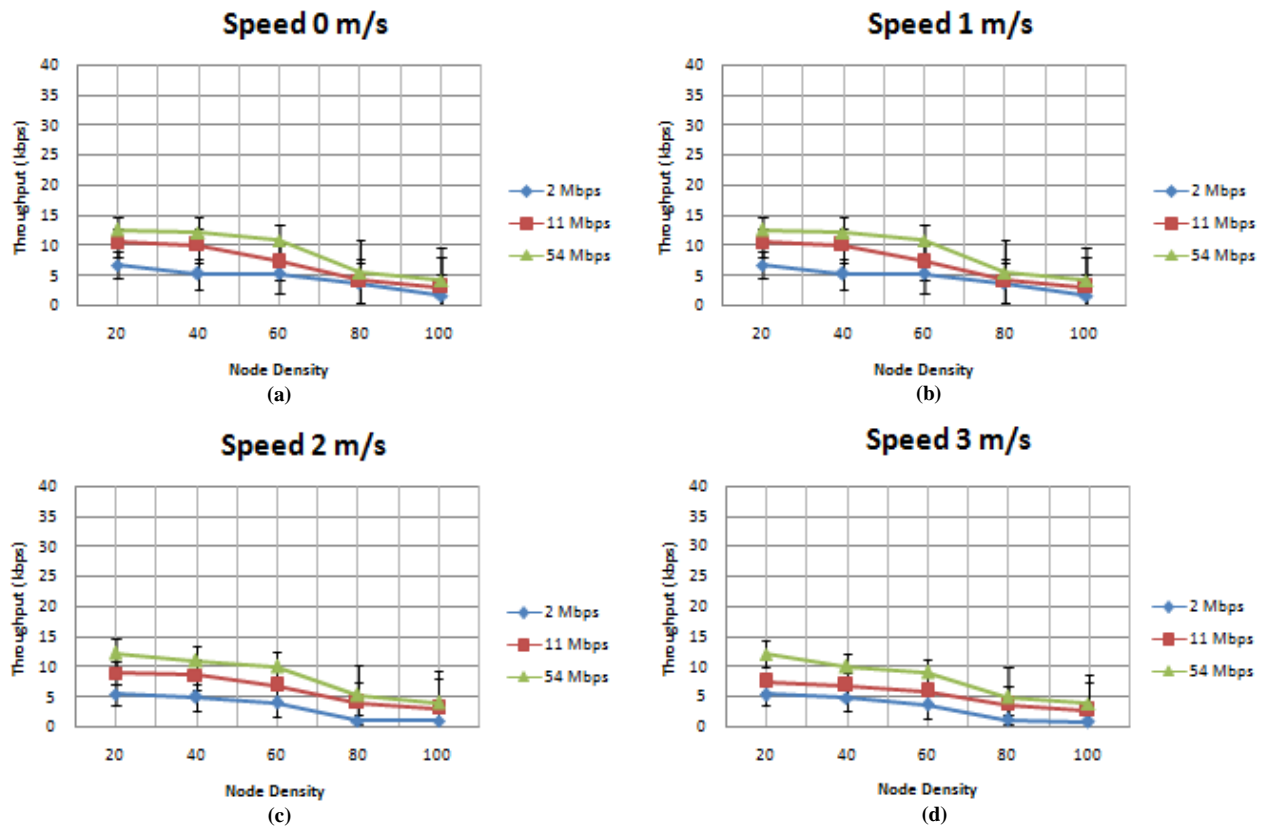 Speed 0 m/s
Throughput (kbps)
40
35
30
25
20
15
10
5
0
20 40 60 80 100
Node Density
2 Mbps
11 Mbps
54 Mbps
(a)
Speed 1 m/s
Throughput (kbps)
40
35
30
25
20
15
10
5
0
20 40 60 80 100
Node Density
2 Mbps
11 Mbps
54 Mbps
(b)
Speed 2 m/s
Throughput (kbps)
40
35
30
25
20
15
10
5
0
20 40 60 80 100
Node Density
2 Mbps
11 Mbps
54 Mbps
(c)
Speed 3 m/s
Throughput (kbps)
40
35
30
25
20
15
10
5
0
20 40 60 80 100
Node Density
2 Mbps
11 Mbps
54 Mbps
(d)